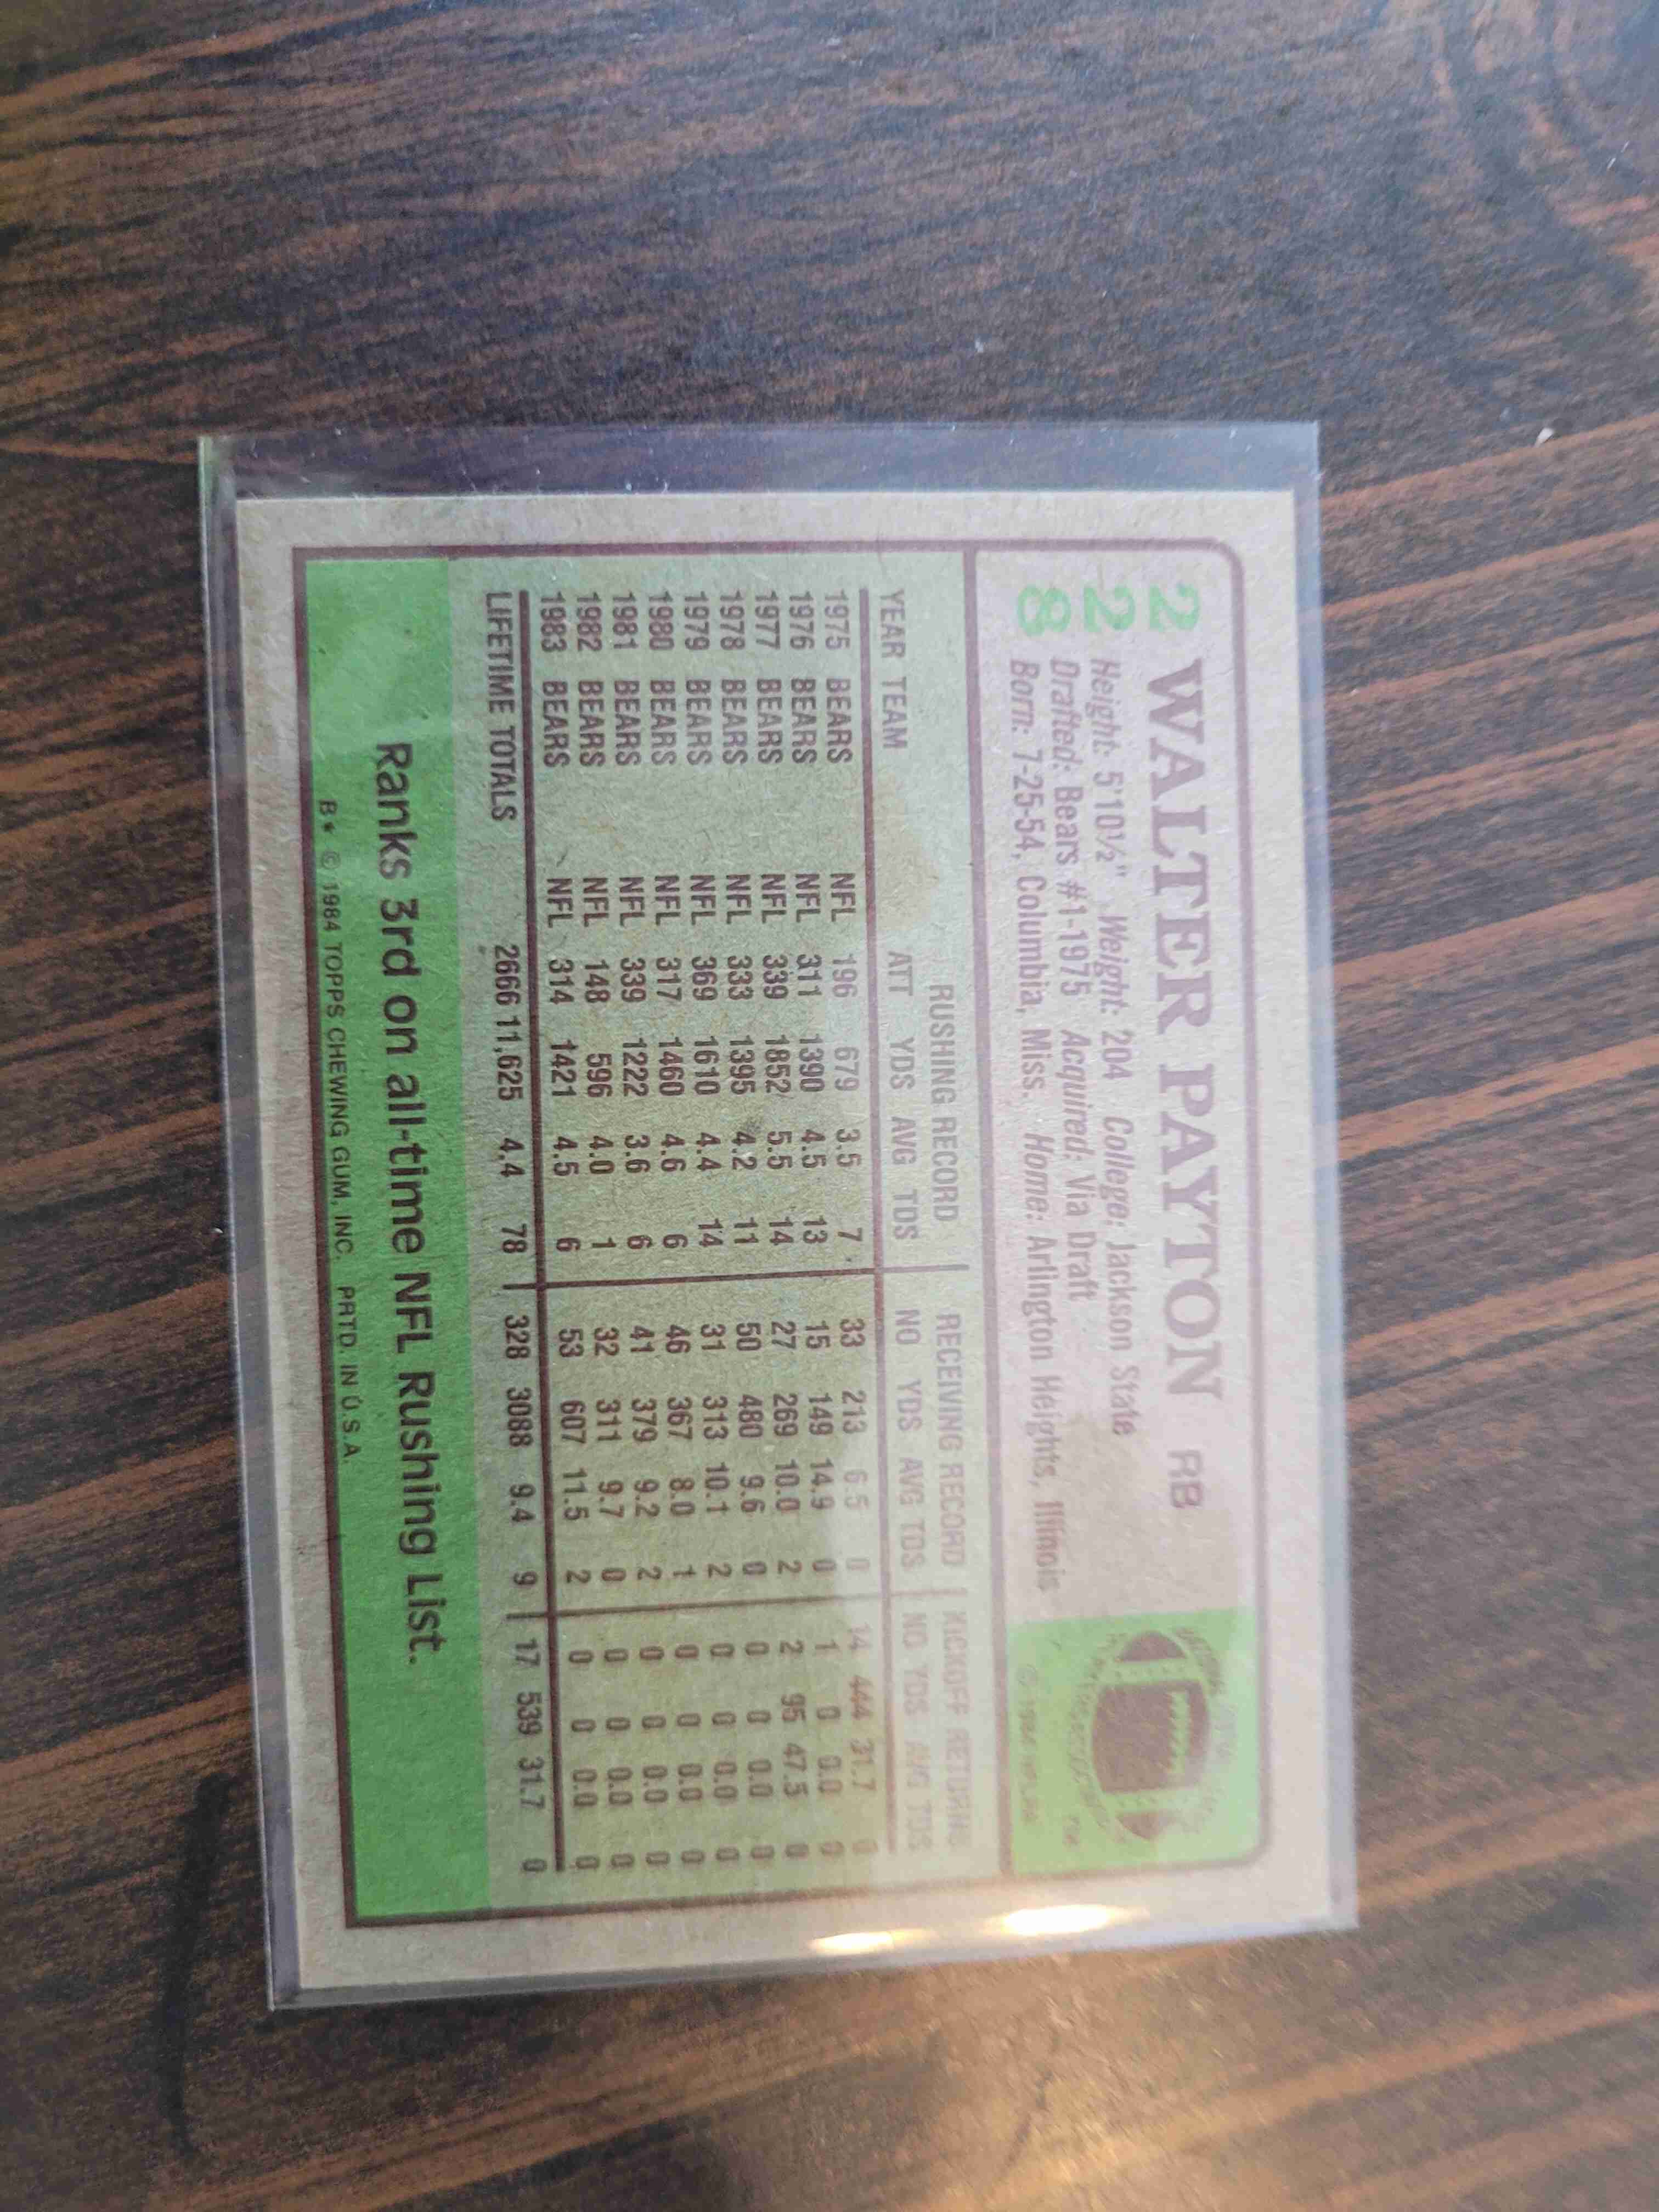 2 2 8
WALTER PAYTON RB
Height: 5'10½" Weight: 204 College: Jackson State
Drafted: Bears #1-1975 Acquired: Via Draft
Born: 7-25-54, Columbia, Miss. Home: Arlington Heights, Illinois
© 1984 NFLPA
TM
RUSHING RECORD RECEIVING RECORD KICKOFF RETURNS
YEAR TEAM ATT YDS AVG TDS NO YDS AVG TDS NO YDS AVG TDS
1975 BEARS NFL 196 679 3.5 7 33 213 6.5 0 14 444 31.7 0
1976 BEARS NFL 311 1390 4.5 13 15 149 14.9 0 1 0 0.0 0
1977 BEARS NFL 339 1852 5.5 14 27 269 10.0 2 2 95 47.5 0
1978 BEARS NFL 333 1395 4.2 11 50 480 9.6 0 0 0 0.0 0
1979 BEARS NFL 369 1610 4.4 14 31 313 10.1 2 0 0 0.0 0
1980 BEARS NFL 317 1460 4.6 6 46 367 8.0 1 0 0 0.0 0
1981 BEARS NFL 339 1222 3.6 6 41 379 9.2 2 0 0 0.0 0
1982 BEARS NFL 148 596 4.0 1 32 311 9.7 0 0 0 0.0 0
1983 BEARS NFL 314 1421 4.5 6 53 607 11.5 2 0 0 0.0 0
LIFETIME TOTALS 2666 11,625 4.4 78 328 3088 9.4 9 17 539 31.7 0
Ranks 3rd on all-time NFL Rushing List.
B* © 1984 TOPPS CHEWING GUM, INC. PRTD. IN U.S.A.